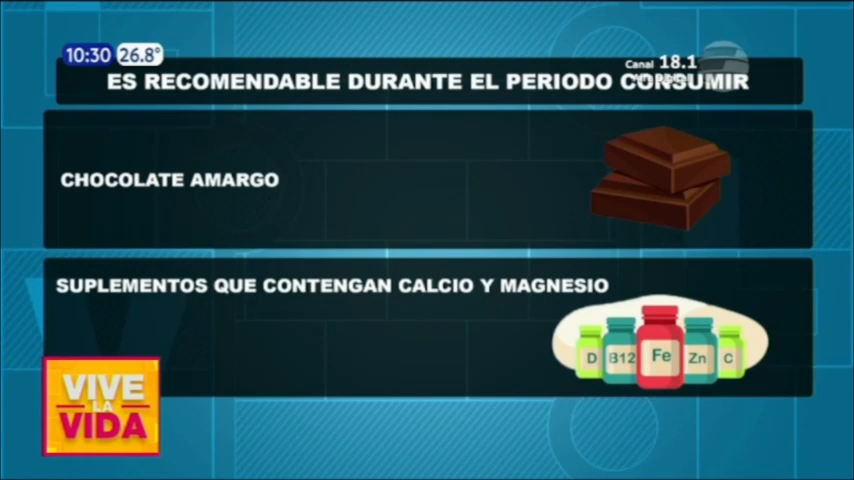 10:30 26.8°
Canal 18.1
ES RECOMENDABLE DURANTE EL PERIODO CONSUMIR
CHOCOLATE AMARGO
SUPLEMENTOS QUE CONTENGAN CALCIO Y MAGNESIO
D B12 Fe Zn C
VIVE
LA
VIDA